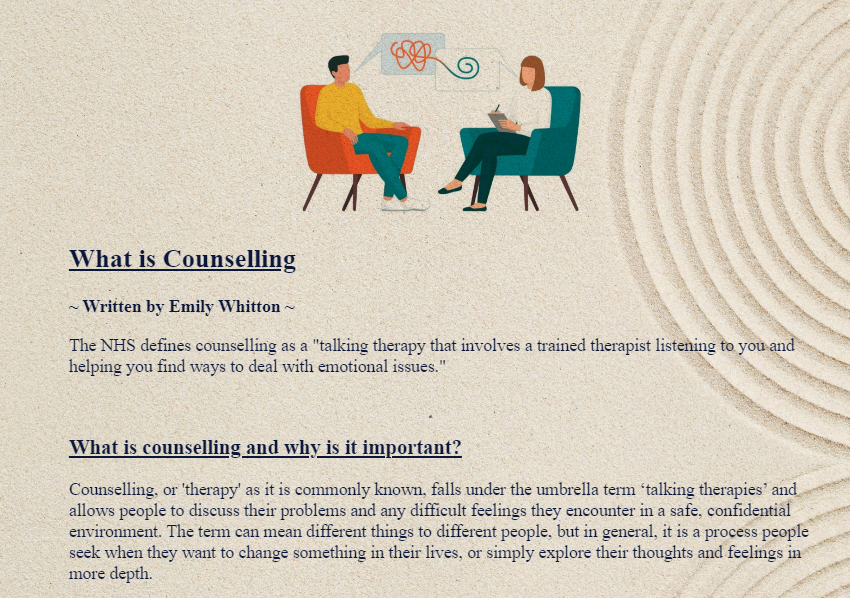 What is Counselling
~ Written by Emily Whitton ~
The NHS defines counselling as a "talking therapy that involves a trained therapist listening to you and
helping you find ways to deal with emotional issues."
What is counselling and why is it important?
Counselling, or 'therapy' as it is commonly known, falls under the umbrella term ‘talking therapies’ and
allows people to discuss their problems and any difficult feelings they encounter in a safe, confidential
environment. The term can mean different things to different people, but in general, it is a process people
seek when they want to change something in their lives, or simply explore their thoughts and feelings in
more depth.